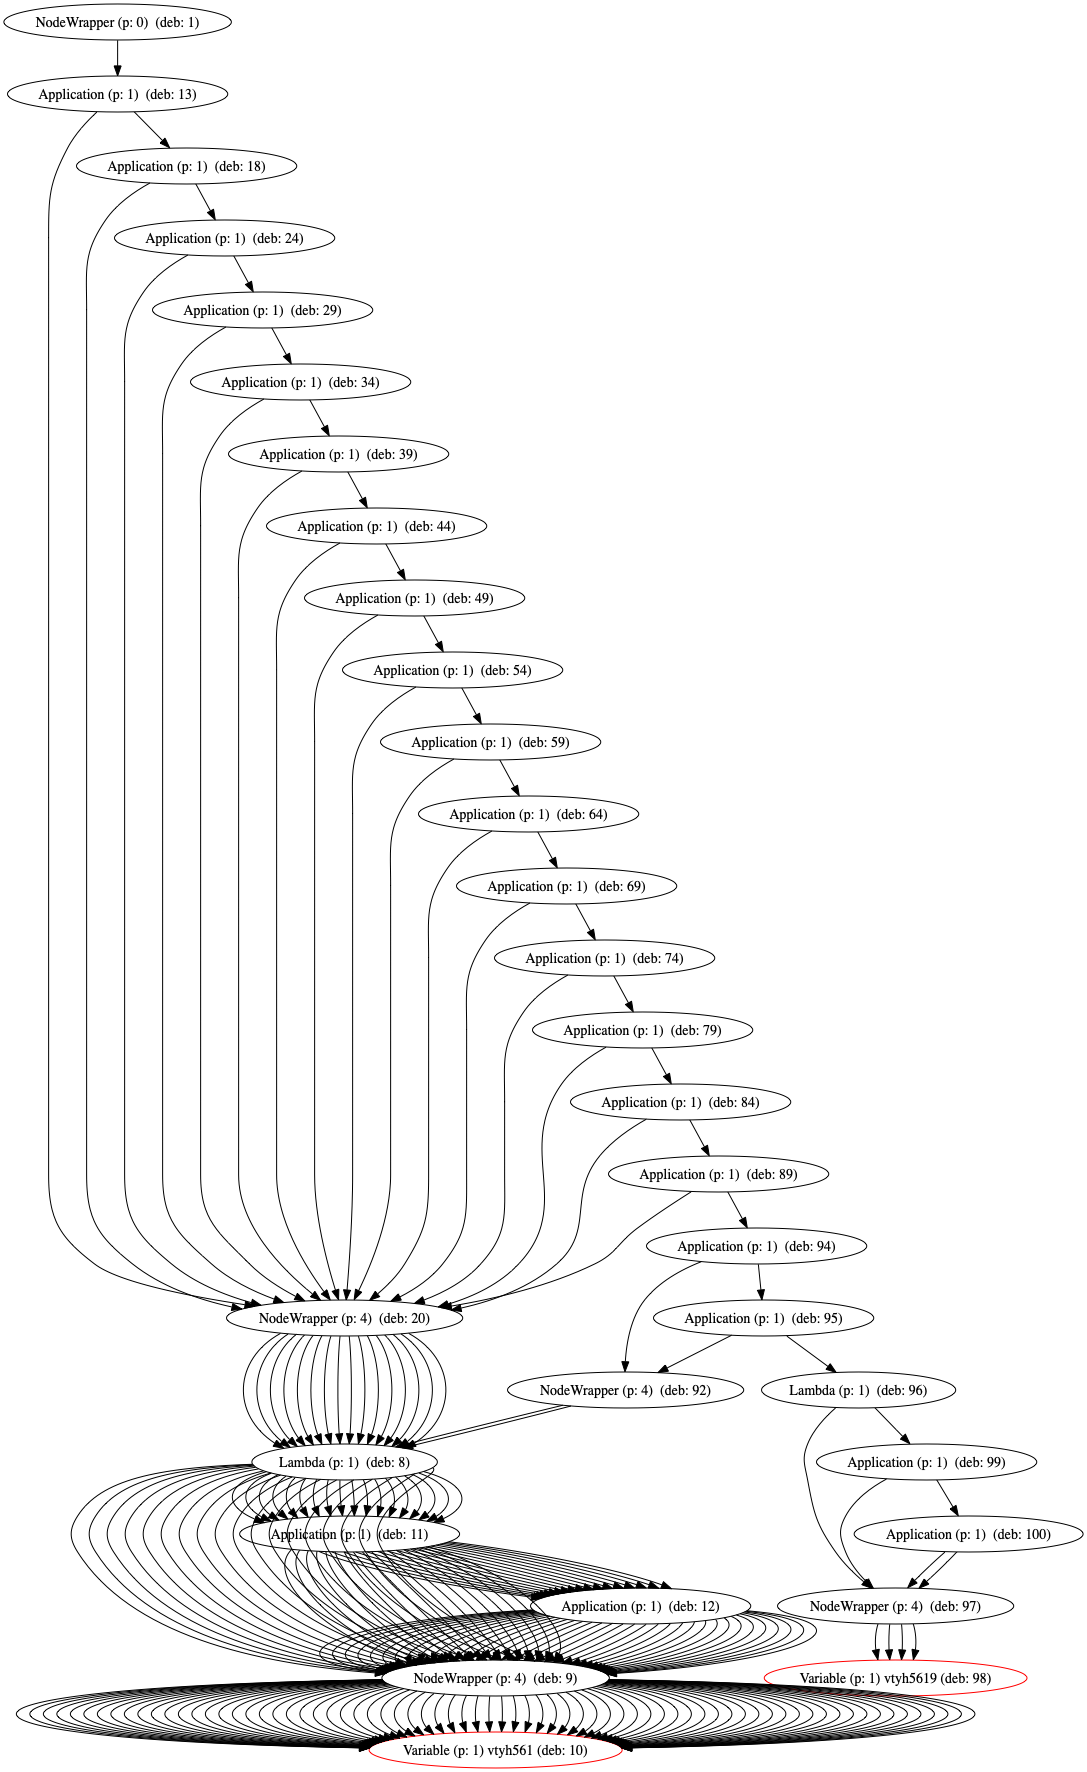 NodeWrapper (p: 0)  (deb: 1)
Application (p: 1)  (deb: 13)
Application (p: 1)  (deb: 18)
Application (p: 1)  (deb: 24)
Application (p: 1)  (deb: 29)
Application (p: 1)  (deb: 34)
Application (p: 1)  (deb: 39)
Application (p: 1)  (deb: 44)
Application (p: 1)  (deb: 49)
Application (p: 1)  (deb: 54)
Application (p: 1)  (deb: 59)
Application (p: 1)  (deb: 64)
Application (p: 1)  (deb: 69)
Application (p: 1)  (deb: 74)
Application (p: 1)  (deb: 79)
Application (p: 1)  (deb: 84)
Application (p: 1)  (deb: 89)
Application (p: 1)  (deb: 94)
NodeWrapper (p: 4)  (deb: 20)
Application (p: 1)  (deb: 95)
NodeWrapper (p: 4)  (deb: 92)
Lambda (p: 1)  (deb: 96)
Lambda (p: 1)  (deb: 8)
Application (p: 1)  (deb: 99)
Application (p: 1)  (deb: 11)
Application (p: 1)  (deb: 100)
Application (p: 1)  (deb: 12)
NodeWrapper (p: 4)  (deb: 97)
NodeWrapper (p: 4)  (deb: 9)
Variable (p: 1) vtyh5619 (deb: 98)
Variable (p: 1) vtyh561 (deb: 10)